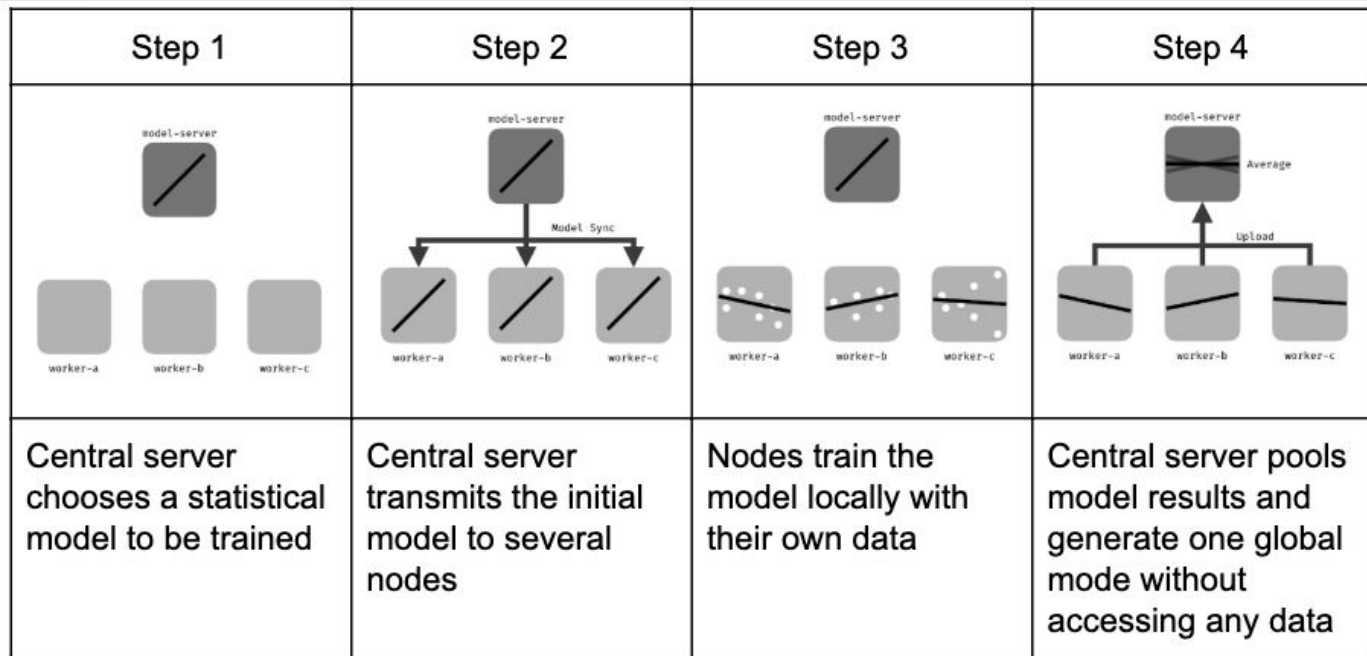 Step 1
Step 2
Step 3
Step 4
model-server
worker-a
worker-b
worker-c
model-server
Model Sync
worker-a
worker-b
worker-c
model-server
worker-a
worker-b
worker-c
model-server
Average
Upload
worker-a
worker-b
worker-c
Central server
chooses a statistical
model to be trained
Central server
transmits the initial
model to several
nodes
Nodes train the
model locally with
their own data
Central server pools
model results and
generate one global
mode without
accessing any data